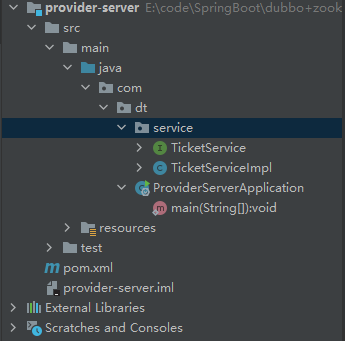 provider-server E:\code\SpringBoot\dubbo+zook
src
main
java
com
dt
service
TicketService
TicketServiceImpl
ProviderServerApplication
main(String[]):void
resources
test
pom.xml
provider-server.iml
External Libraries
Scratches and Consoles